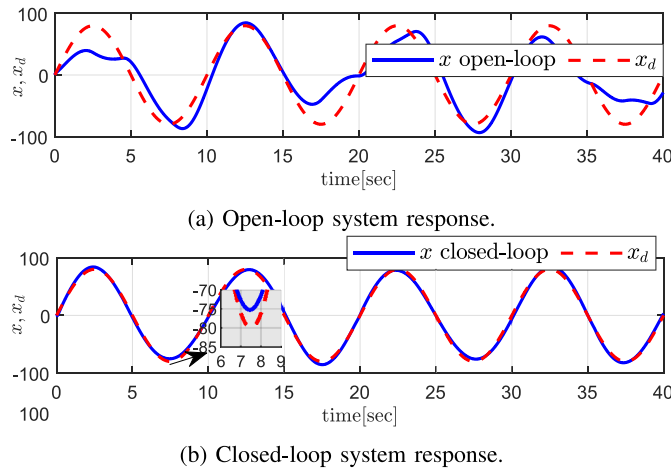 100
x open-loop x_d
x, x_d
0
-100
0 5 10 15 20 25 30 35 40
time[sec]
(a) Open-loop system response.
100
x closed-loop x_d
-70
-75
x, x_d
0
-80
-85
6 7 8 9
-100
0 5 10 15 20 25 30 35 40
100
time[sec]
(b) Closed-loop system response.